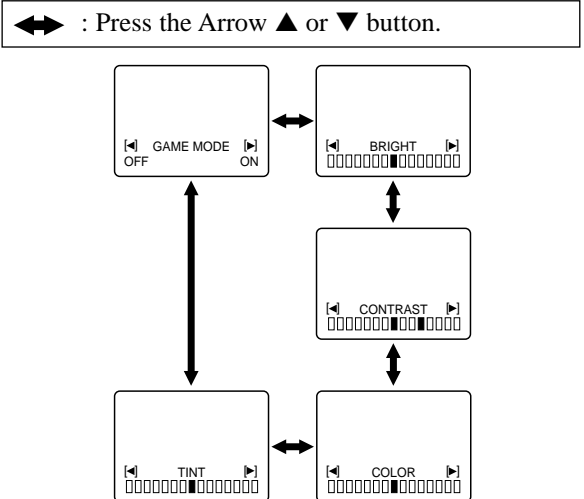 : Press the Arrow ▲ or ▼ button.
[◄] GAME MODE [►]
OFF ON
[◄] BRIGHT [►]
[◄] CONTRAST [►]
[◄] TINT [►]
[◄] COLOR [►]